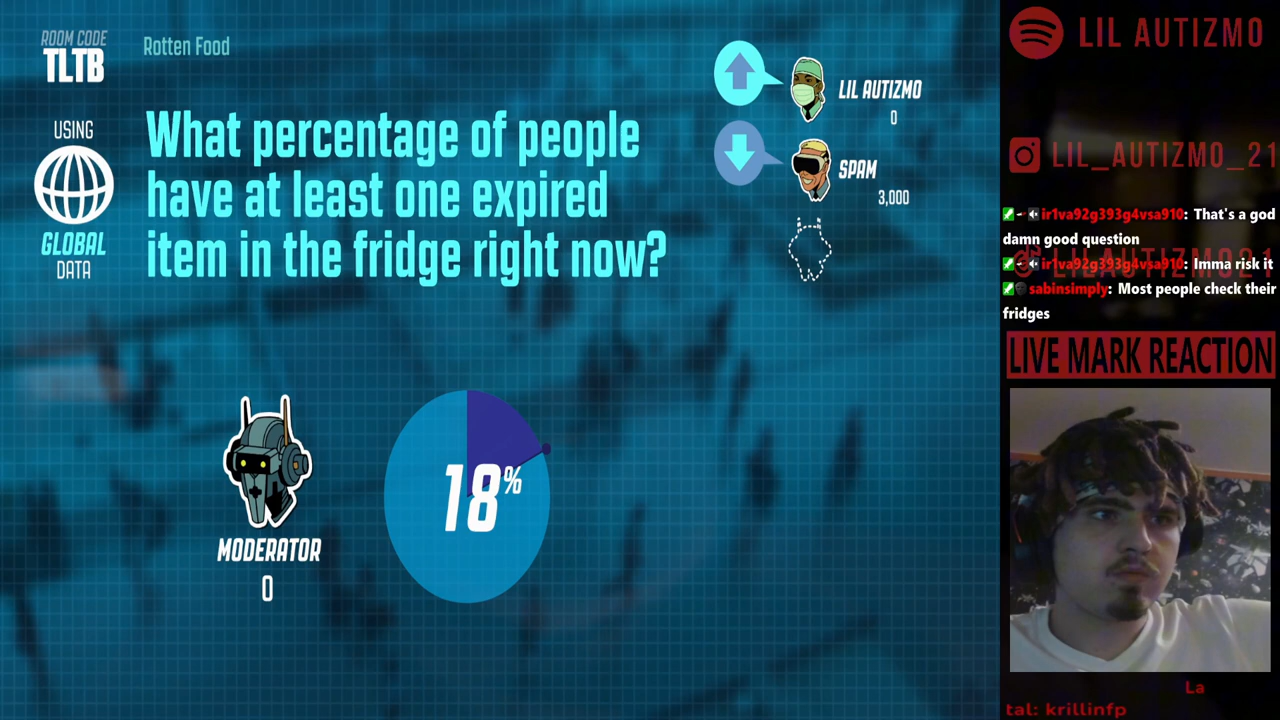 ROOM CODE
TLTB
Rotten Food
USING
GLOBAL
DATA
What percentage of people
have at least one expired
item in the fridge right now?
LIL AUTIZMO
0
SPAM
3,000
MODERATOR
0
18%
LIL AUTIZMO
LIL_AUTIZMO_21
LILAUTIZMO21
ir1va92g393g4vsa910: That's a god
damn good question
ir1va92g393g4vsa910: Imma risk it
sabinsimply: Most people check their
fridges
LIVE MARK REACTION
La
tal: krillinfp